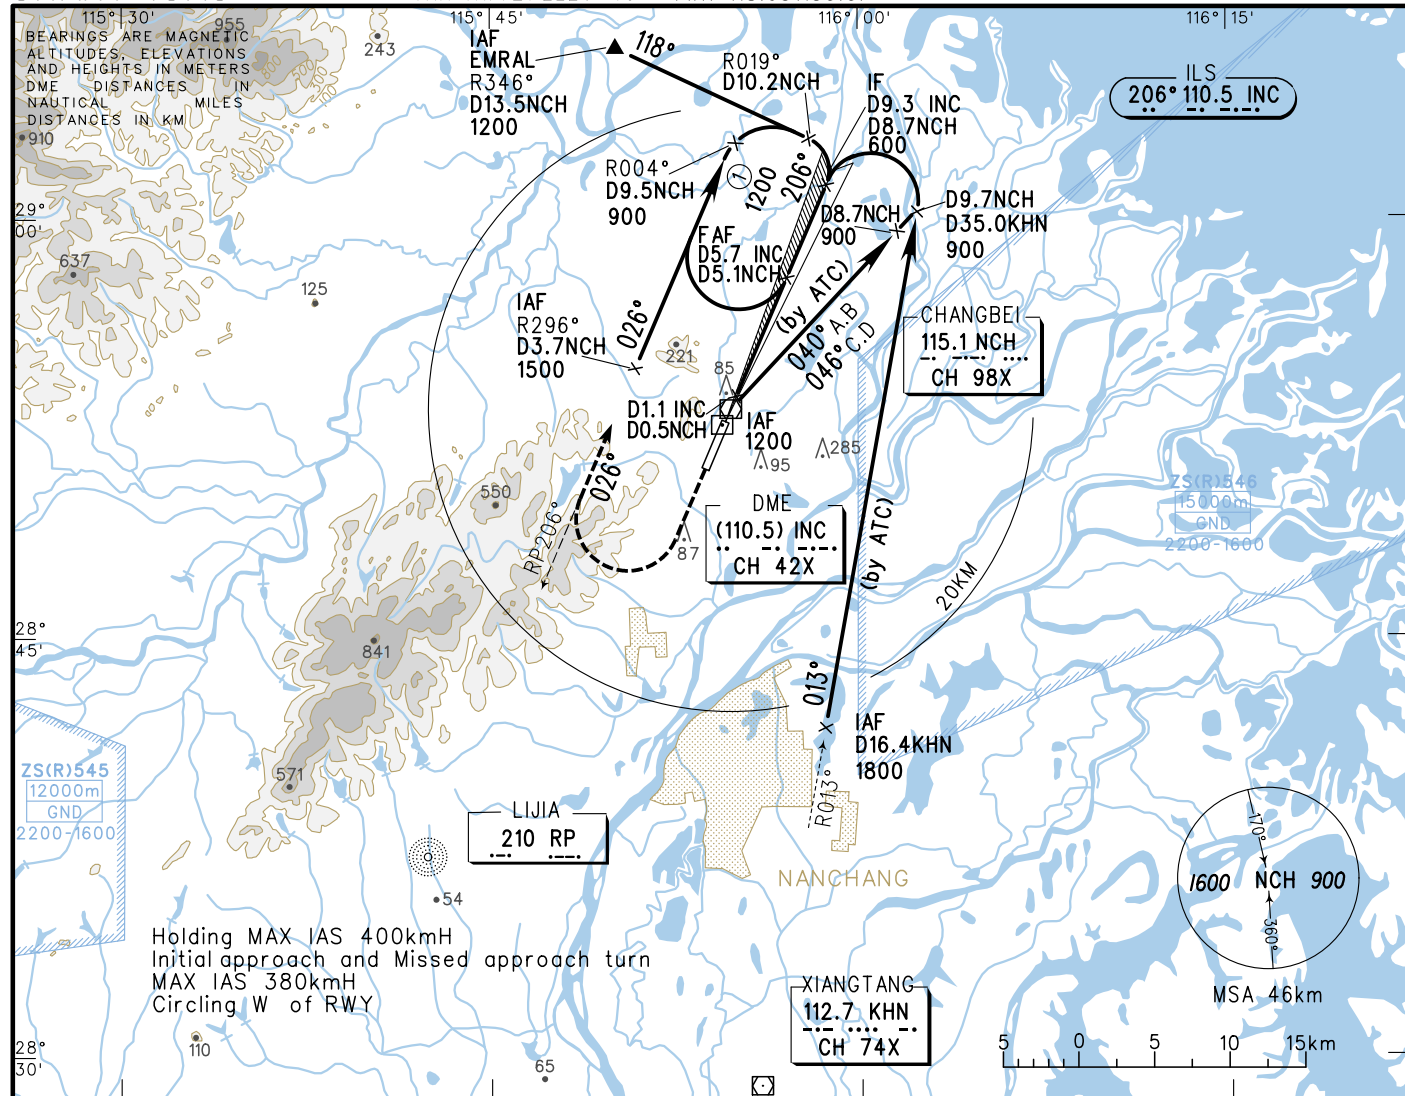 115°30'
115°45'
116°00'
116°15'
BEARINGS ARE MAGNETIC
ALTITUDES, ELEVATIONS
AND HEIGHTS IN METERS
DME DISTANCES IN
NAUTICAL MILES
DISTANCES IN KM
955
243
910
637
125
29°
00'
IAF
EMRAL
R346°
D13.5NCH
1200
118°
R019°
D10.2NCH
IF
D9.3 INC
D8.7NCH
600
ILS
206° 110.5 INC
R004°
D9.5NCH
900
1
1200
206°
D8.7NCH
900
D9.7NCH
D35.0KHN
900
FAF
D5.7 INC
D5.1NCH
026°
IAF
R296°
D3.7NCH
1500
(by ATC)
040° A.B
046° C.D
CHANGBEI
115.1 NCH
CH 98X
221
85
D1.1 INC
D0.5NCH
IAF
1200
95
285
026°
RP206°
550
87
DME
(110.5) INC
CH 42X
(by ATC)
20KM
ZS(R)546
15000m
GND
2200-1600
28°
45'
841
013°
IAF
D16.4KHN
1800
R013°
571
ZS(R)545
12000m
GND
2200-1600
LIJIA
210 RP
54
NANCHANG
170°
1600 NCH 900
360°
MSA 46km
Holding MAX IAS 400kmH
Initial approach and Missed approach turn
MAX IAS 380kmH
Circling W of RWY
XIANGTANG
112.7 KHN
CH 74X
5 0 5 10 15km
28°
30'
110
65